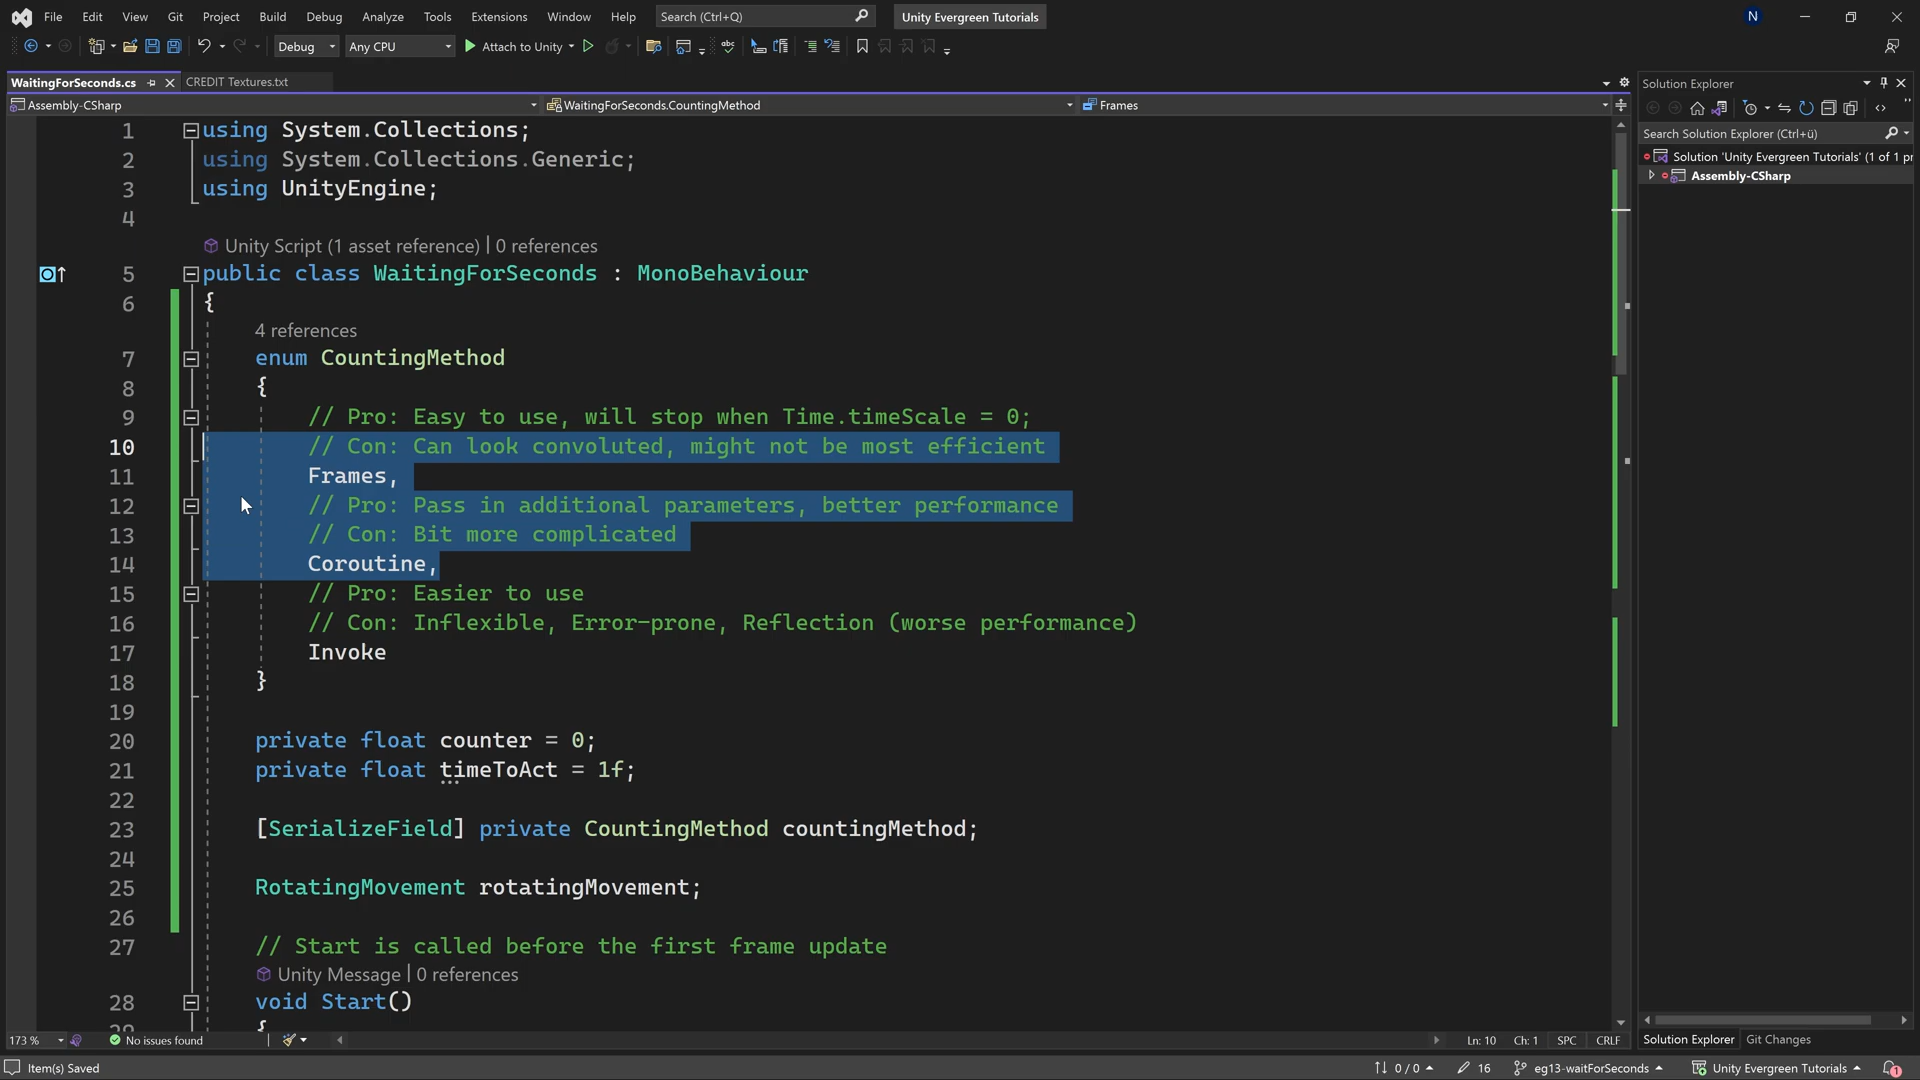 File Edit View Git Project Build Debug Analyze Tools Extensions Window Help Search (Ctrl+Q) Unity Evergreen Tutorials N
Debug Any CPU Attach to Unity
WaitingForSeconds.cs CREDIT Textures.txt
Assembly-CSharp WaitingForSeconds.CountingMethod Frames
1 using System.Collections;
2 using System.Collections.Generic;
3 using UnityEngine;
4
Unity Script (1 asset reference) | 0 references
5 public class WaitingForSeconds : MonoBehaviour
6 {
4 references
7 enum CountingMethod
8 {
9 // Pro: Easy to use, will stop when Time.timeScale = 0;
10 // Con: Can look convoluted, might not be most efficient
11 Frames,
12 // Pro: Pass in additional parameters, better performance
13 // Con: Bit more complicated
14 Coroutine,
15 // Pro: Easier to use
16 // Con: Inflexible, Error-prone, Reflection (worse performance)
17 Invoke
18 }
19
20 private float counter = 0;
21 private float timeToAct = 1f;
22
23 [SerializeField] private CountingMethod countingMethod;
24
25 RotatingMovement rotatingMovement;
26
27 // Start is called before the first frame update
Unity Message | 0 references
28 void Start()
29 {
Solution Explorer
Search Solution Explorer (Ctrl+ü)
Solution 'Unity Evergreen Tutorials' (1 of 1 pr
Assembly-CSharp
173 % No issues found Ln: 10 Ch: 1 SPC CRLF
Solution Explorer Git Changes
Item(s) Saved 0 / 0 16 eg13-waitForSeconds Unity Evergreen Tutorials 1